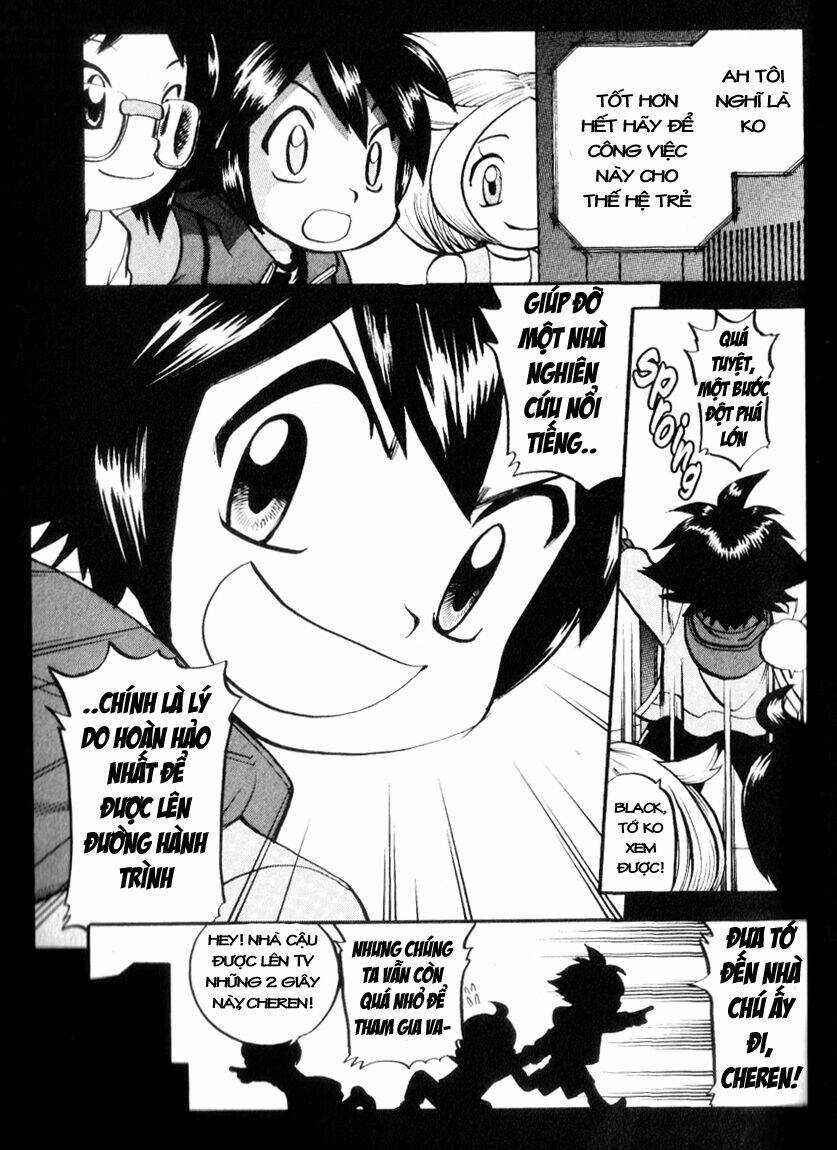 AH TÔI
NGHĨ LÀ
KO
TỐT HƠN
HẾT HÃY ĐỂ
CÔNG VIỆC
NÀY CHO
THẾ HỆ TRẺ
QUÁ
TUYỆT,
MỘT BƯỚC
ĐỘT PHÁ
LỚN
Sproing
BLACK,
TỚ KO
XEM
ĐƯỢC!
GIÚP ĐỠ
MỘT NHÀ
NGHIÊN
CỨU NỔI
TIẾNG..
..CHÍNH LÀ LÝ
DO HOÀN HẢO
NHẤT ĐỂ
ĐƯỢC LÊN
ĐƯỜNG HÀNH
TRÌNH
ĐƯA TỚ
ĐẾN NHÀ
CHÚ ẤY
ĐI,
CHEREN!
NHƯNG CHÚNG
TA VẪN CÒN
QUÁ NHỎ ĐỂ
THAM GIA VA-
HEY! NHÀ CẬU
ĐƯỢC LÊN TV
NHỮNG 2 GIÂY
NÀY, CHEREN!